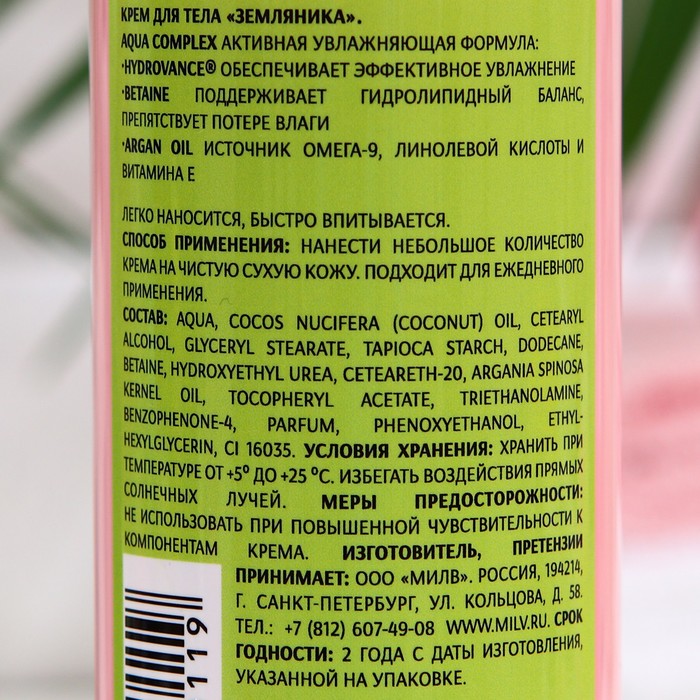 КРЕМ ДЛЯ ТЕЛА «ЗЕМЛЯНИКА».
AQUA COMPLEX АКТИВНАЯ УВЛАЖНЯЮЩАЯ ФОРМУЛА:
·HYDROVANCE® ОБЕСПЕЧИВАЕТ ЭФФЕКТИВНОЕ УВЛАЖНЕНИЕ
·BETAINE ПОДДЕРЖИВАЕТ ГИДРОЛИПИДНЫЙ БАЛАНС,
ПРЕПЯТСТВУЕТ ПОТЕРЕ ВЛАГИ
·ARGAN OIL ИСТОЧНИК ОМЕГА-9, ЛИНОЛЕВОЙ КИСЛОТЫ И
ВИТАМИНА Е
ЛЕГКО НАНОСИТСЯ, БЫСТРО ВПИТЫВАЕТСЯ.
СПОСОБ ПРИМЕНЕНИЯ: НАНЕСТИ НЕБОЛЬШОЕ КОЛИЧЕСТВО
КРЕМА НА ЧИСТУЮ СУХУЮ КОЖУ. ПОДХОДИТ ДЛЯ ЕЖЕДНЕВНОГО
ПРИМЕНЕНИЯ.
СОСТАВ: AQUA, COCOS NUCIFERA (COCONUT) OIL, CETEARYL
ALCOHOL, GLYCERYL STEARATE, TAPIOCA STARCH, DODECANE,
BETAINE, HYDROXYETHYL UREA, CETEARETH-20, ARGANIA SPINOSA
KERNEL OIL, TOCOPHERYL ACETATE, TRIETHANOLAMINE,
BENZOPHENONE-4, PARFUM, PHENOXYETHANOL, ETHYL-
HEXYLGLYCERIN, CI 16035. УСЛОВИЯ ХРАНЕНИЯ: ХРАНИТЬ ПРИ
ТЕМПЕРАТУРЕ ОТ +5º ДО +25 ºС. ИЗБЕГАТЬ ВОЗДЕЙСТВИЯ ПРЯМЫХ
СОЛНЕЧНЫХ ЛУЧЕЙ. МЕРЫ ПРЕДОСТОРОЖНОСТИ:
НЕ ИСПОЛЬЗОВАТЬ ПРИ ПОВЫШЕННОЙ ЧУВСТВИТЕЛЬНОСТИ К
КОМПОНЕНТАМ КРЕМА. ИЗГОТОВИТЕЛЬ, ПРЕТЕНЗИИ
ПРИНИМАЕТ: ООО «МИЛВ». РОССИЯ, 194214,
Г. САНКТ-ПЕТЕРБУРГ, УЛ. КОЛЬЦОВА, Д. 58.
ТЕЛ.: +7 (812) 607-49-08 WWW.MILV.RU. СРОК
ГОДНОСТИ: 2 ГОДА С ДАТЫ ИЗГОТОВЛЕНИЯ,
УКАЗАННОЙ НА УПАКОВКЕ.